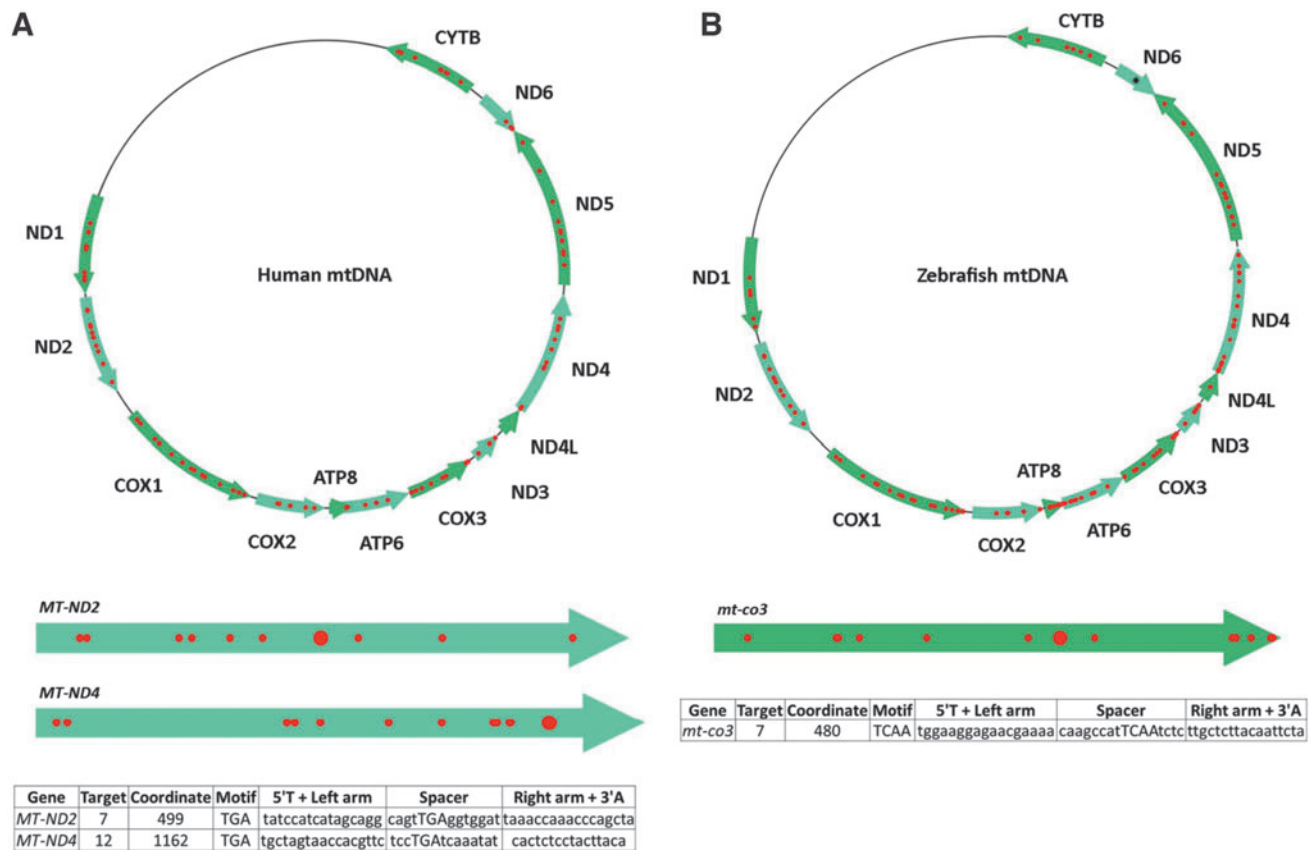 A
CYTB
ND6
ND5
ND1
Human mtDNA
ND2
ND4
ND4L
COX1
ATP8
ND3
COX3
COX2
ATP6
MT-ND2
MT-ND4
Gene Target Coordinate Motif 5'T + Left arm Spacer Right arm + 3'A
MT-ND2 7 499 TGA tatccatcatagcagg cagtTGAggtggat taaaccaaacccagcta
MT-ND4 12 1162 TGA tgctagtaaccacgttc tccTGAtcaaatat cactctcctacttaca
B
CYTB
ND6
ND5
ND1
Zebrafish mtDNA
ND4
ND2
ND4L
ND3
ATP8
COX3
COX1
ATP6
COX2
mt-co3
Gene Target Coordinate Motif 5'T + Left arm Spacer Right arm + 3'A
mt-co3 7 480 TCAA tggaaggagaacgaaaa caagccatTCAAtctc ttgctcttacaattcta